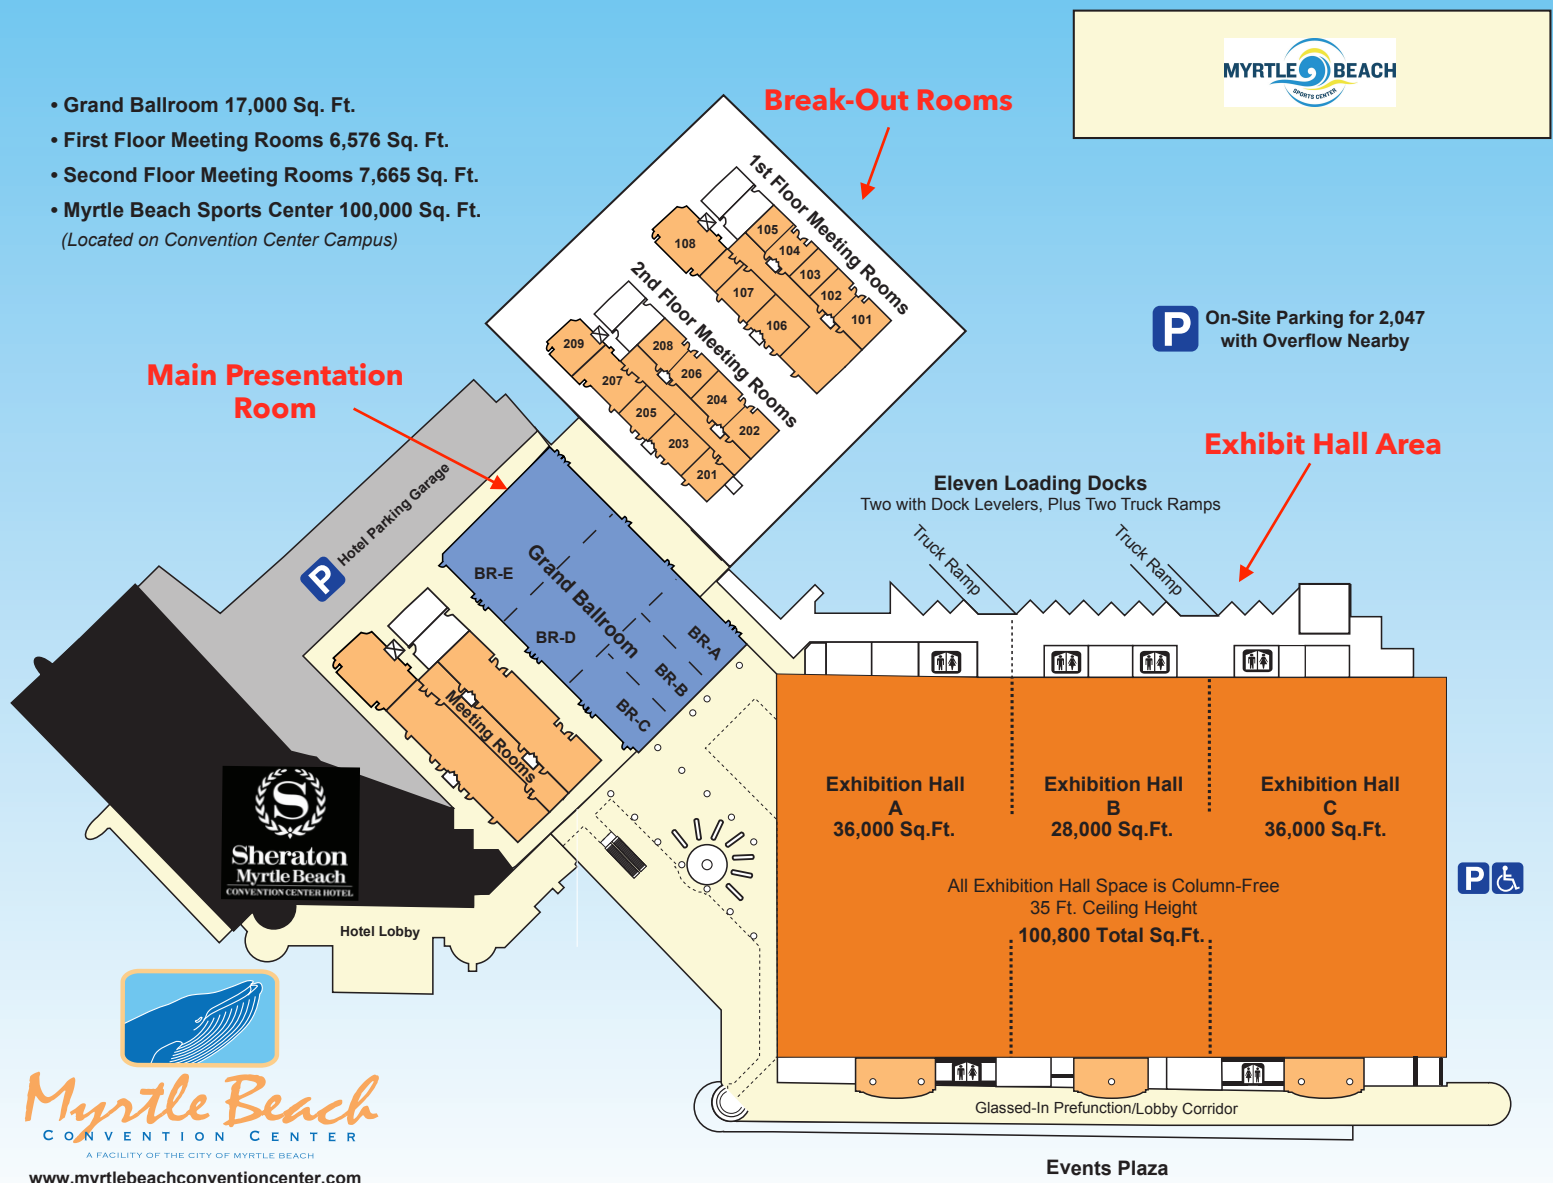 • Grand Ballroom 17,000 Sq. Ft.
• First Floor Meeting Rooms 6,576 Sq. Ft.
• Second Floor Meeting Rooms 7,665 Sq. Ft.
• Myrtle Beach Sports Center 100,000 Sq. Ft.
(Located on Convention Center Campus)
MYRTLE BEACH
SPORTS CENTER
Break-Out Rooms
1st Floor Meeting Rooms
105
104
103
102
101
108
107
106
2nd Floor Meeting Rooms
209
208
206
204
202
207
205
203
201
P
On-Site Parking for 2,047
with Overflow Nearby
Main Presentation
Room
Exhibit Hall Area
Eleven Loading Docks
Two with Dock Levelers, Plus Two Truck Ramps
Truck Ramp
Truck Ramp
P
Hotel Parking Garage
Grand Ballroom
BR-E
BR-D
BR-A
BR-B
BR-C
Meeting Rooms
Exhibition Hall
A
36,000 Sq.Ft.
Exhibition Hall
B
28,000 Sq.Ft.
Exhibition Hall
C
36,000 Sq.Ft.
All Exhibition Hall Space is Column-Free
35 Ft. Ceiling Height
100,800 Total Sq.Ft.
P
S
Sheraton
Myrtle Beach
CONVENTION CENTER HOTEL
Hotel Lobby
Myrtle Beach
CONVENTION CENTER
A FACILITY OF THE CITY OF MYRTLE BEACH
www.myrtlebeachconventioncenter.com
Glassed-In Prefunction/Lobby Corridor
Events Plaza